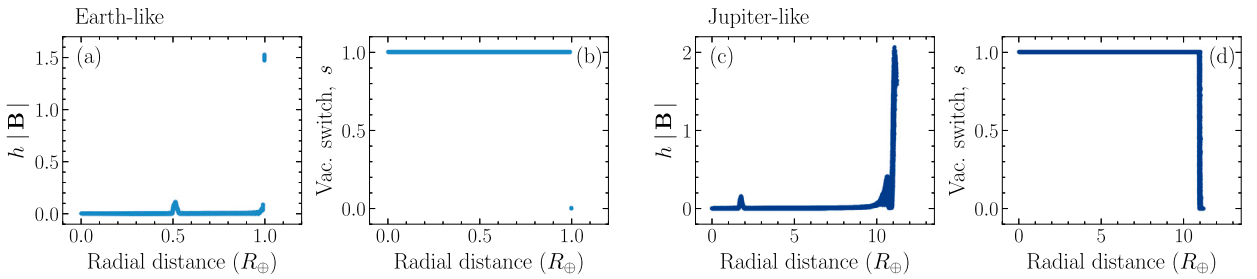 Earth-like
Jupiter-like
(a)
h |B|
1.5
1.0
0.5
0.0
0.0
0.5
1.0
Radial distance (R⊕)
(b)
Vac. switch, s
1.0
0.5
0.0
0.0
0.5
1.0
Radial distance (R⊕)
(c)
h |B|
2
1
0
0
5
10
Radial distance (R⊕)
(d)
Vac. switch, s
1.0
0.5
0.0
0
5
10
Radial distance (R⊕)